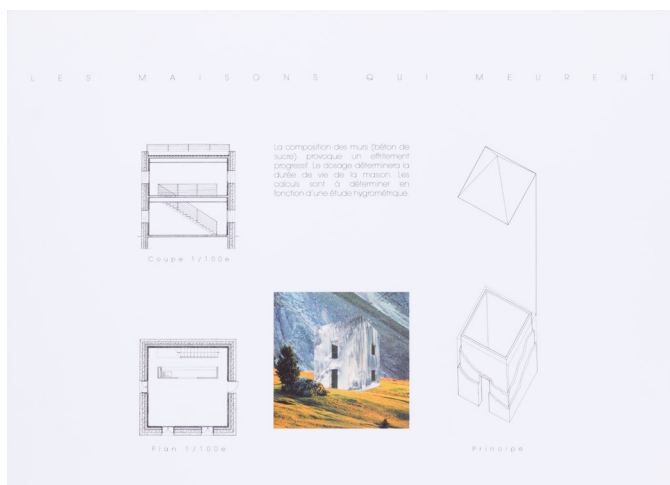 LES MAISONS QUI MEURENT
La composition des murs (béton de
sucre) provoque un effritement
progressif. Le dosage déterminera la
durée de vie de la maison. Les
calculs sont à déterminer en
fonction d'une étude hygrométrique.
Coupe 1/100e
Plan 1/100e
Principe